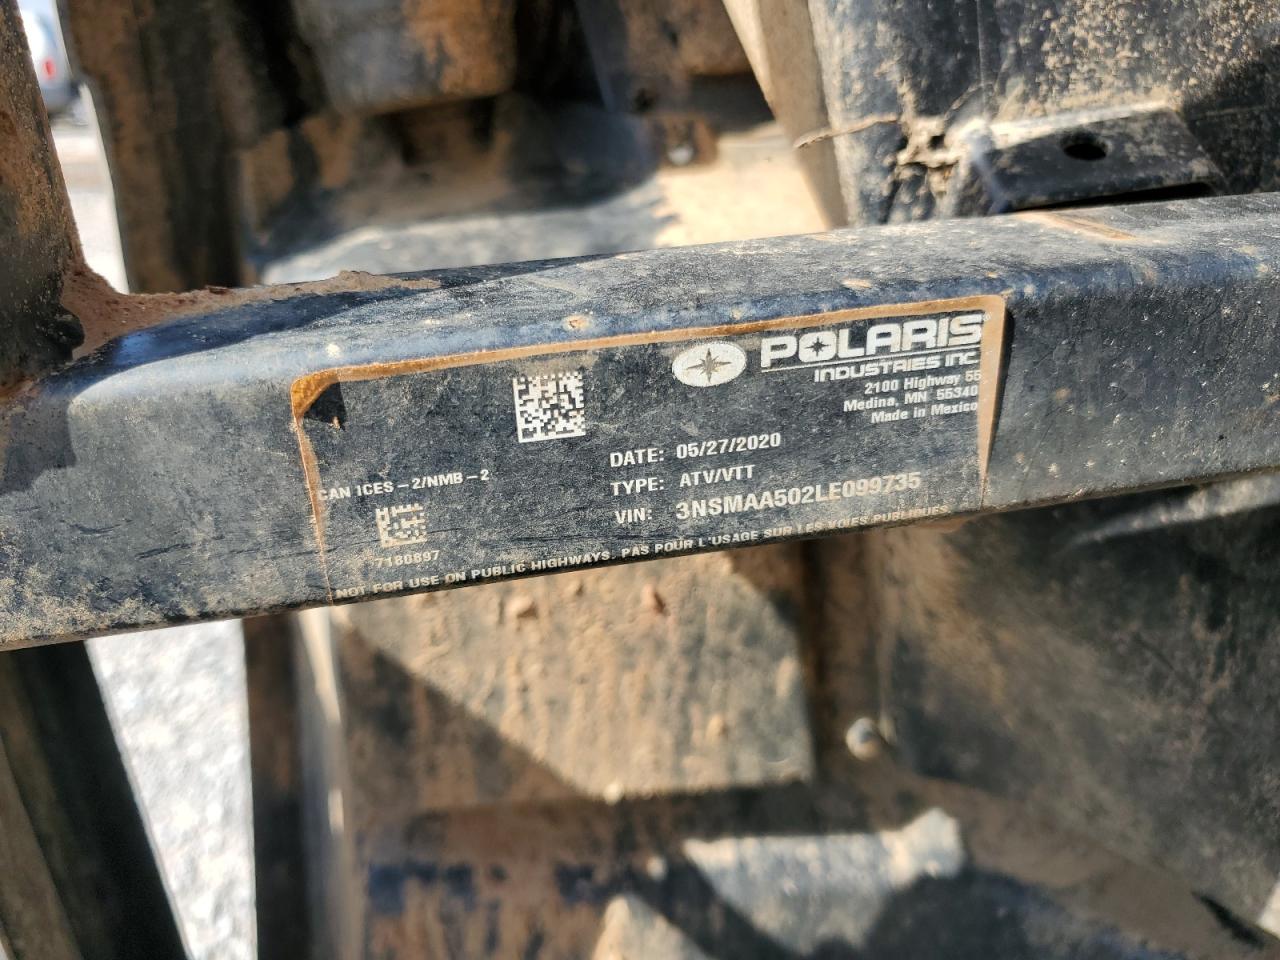 POLARIS
INDUSTRIES INC.
2100 Highway 55
Medina, MN 55340
Made in Mexico
DATE: 05/27/2020
TYPE: ATV/VTT
VIN: 3NSMAA502LE099735
CAN ICES-2/NMB-2
7180897
NOT FOR USE ON PUBLIC HIGHWAYS. PAS POUR L'USAGE SUR LES VOIES PUBLIQUES